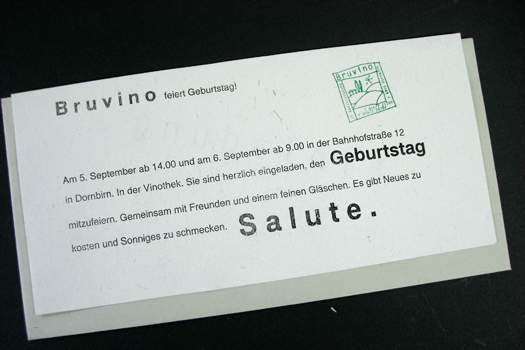 Bruvino feiert Geburtstag!
Bruvino
Am 5. September ab 14.00 und am 6. September ab 9.00 in der Bahnhofstraße 12
in Dornbirn. In der Vinothek. Sie sind herzlich eingeladen, den Geburtstag
mitzufeiern. Gemeinsam mit Freunden und einem feinen Gläschen. Es gibt Neues zu
kosten und Sonniges zu schmecken. Salute.